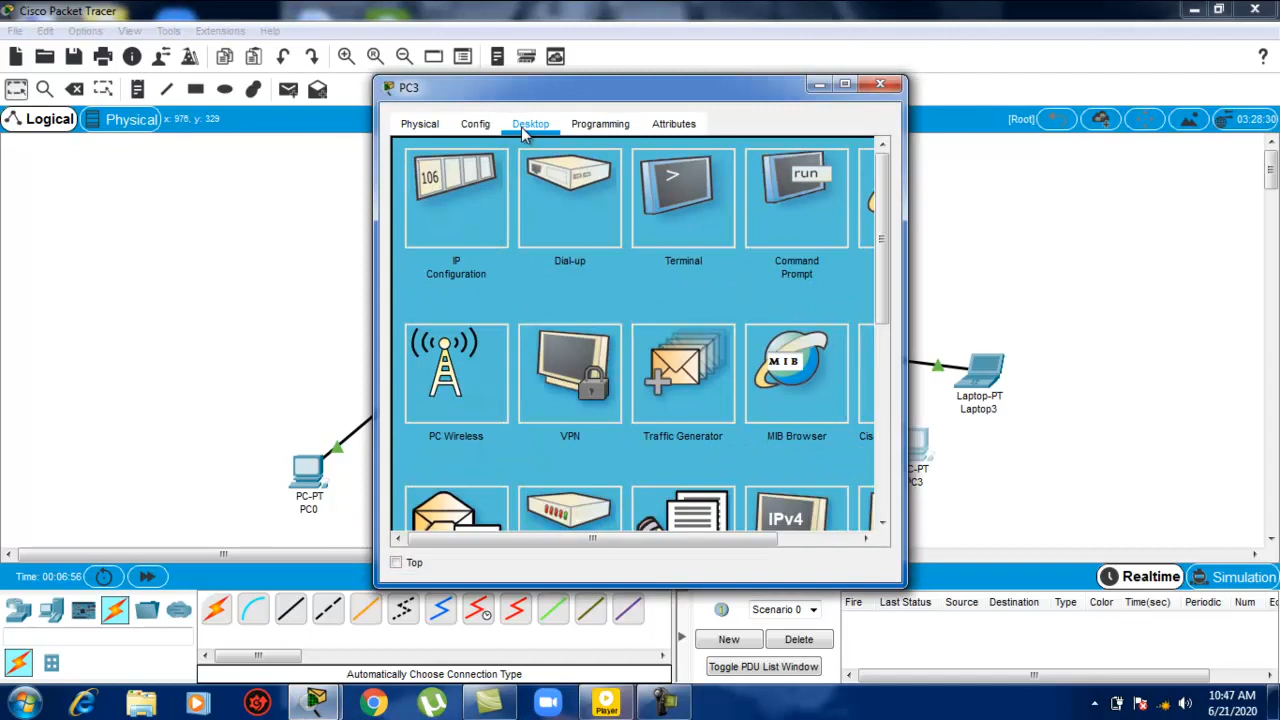 Cisco Packet Tracer
File Edit Options View Tools Extensions Help
?
Logical
Physical
x: 976, y: 329
[Root]
03:28:30
PC3
Physical
Config
Desktop
Programming
Attributes
106
>
run
IP
Configuration
Dial-up
Terminal
Command
Prompt
MIB
PC Wireless
VPN
Traffic Generator
MIB Browser
Cis
IPv4
Top
PC-PT
PC0
Laptop-PT
Laptop3
C-PT
PC3
Time: 00:06:56
Realtime
Simulation
Scenario 0
New
Delete
Toggle PDU List Window
Fire Last Status Source Destination Type Color Time(sec) Periodic Num
Automatically Choose Connection Type
Player
10:47 AM
6/21/2020